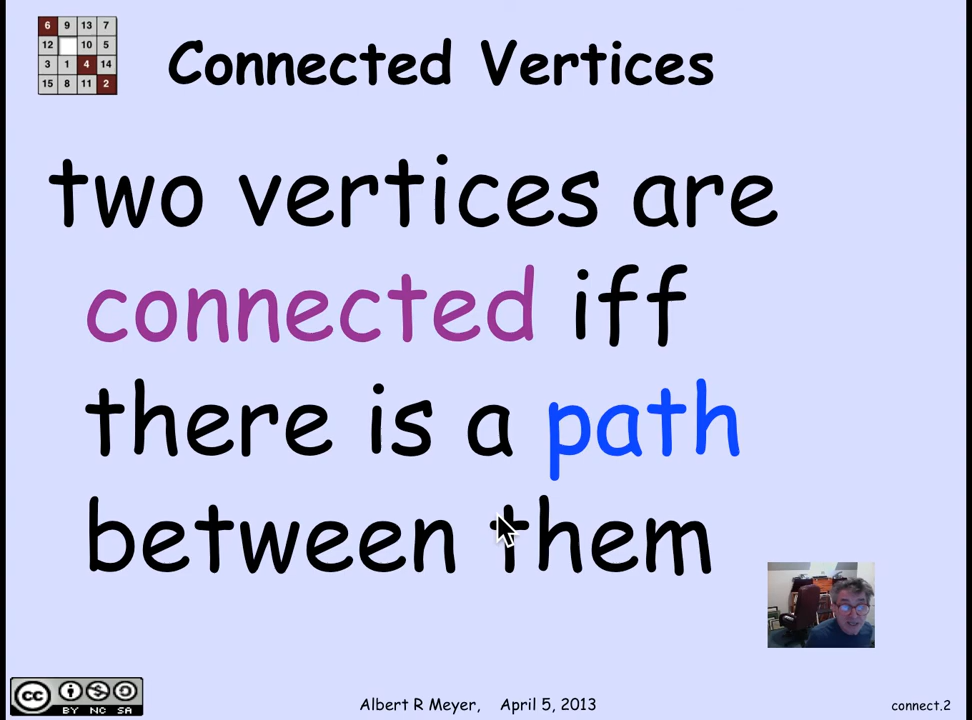 6 9 13 7
12 10 5
3 1 4 14
15 8 11 2
Connected Vertices
two vertices are
connected iff
there is a path
between them
cc
BY NC SA
Albert R Meyer, April 5, 2013
connect.2